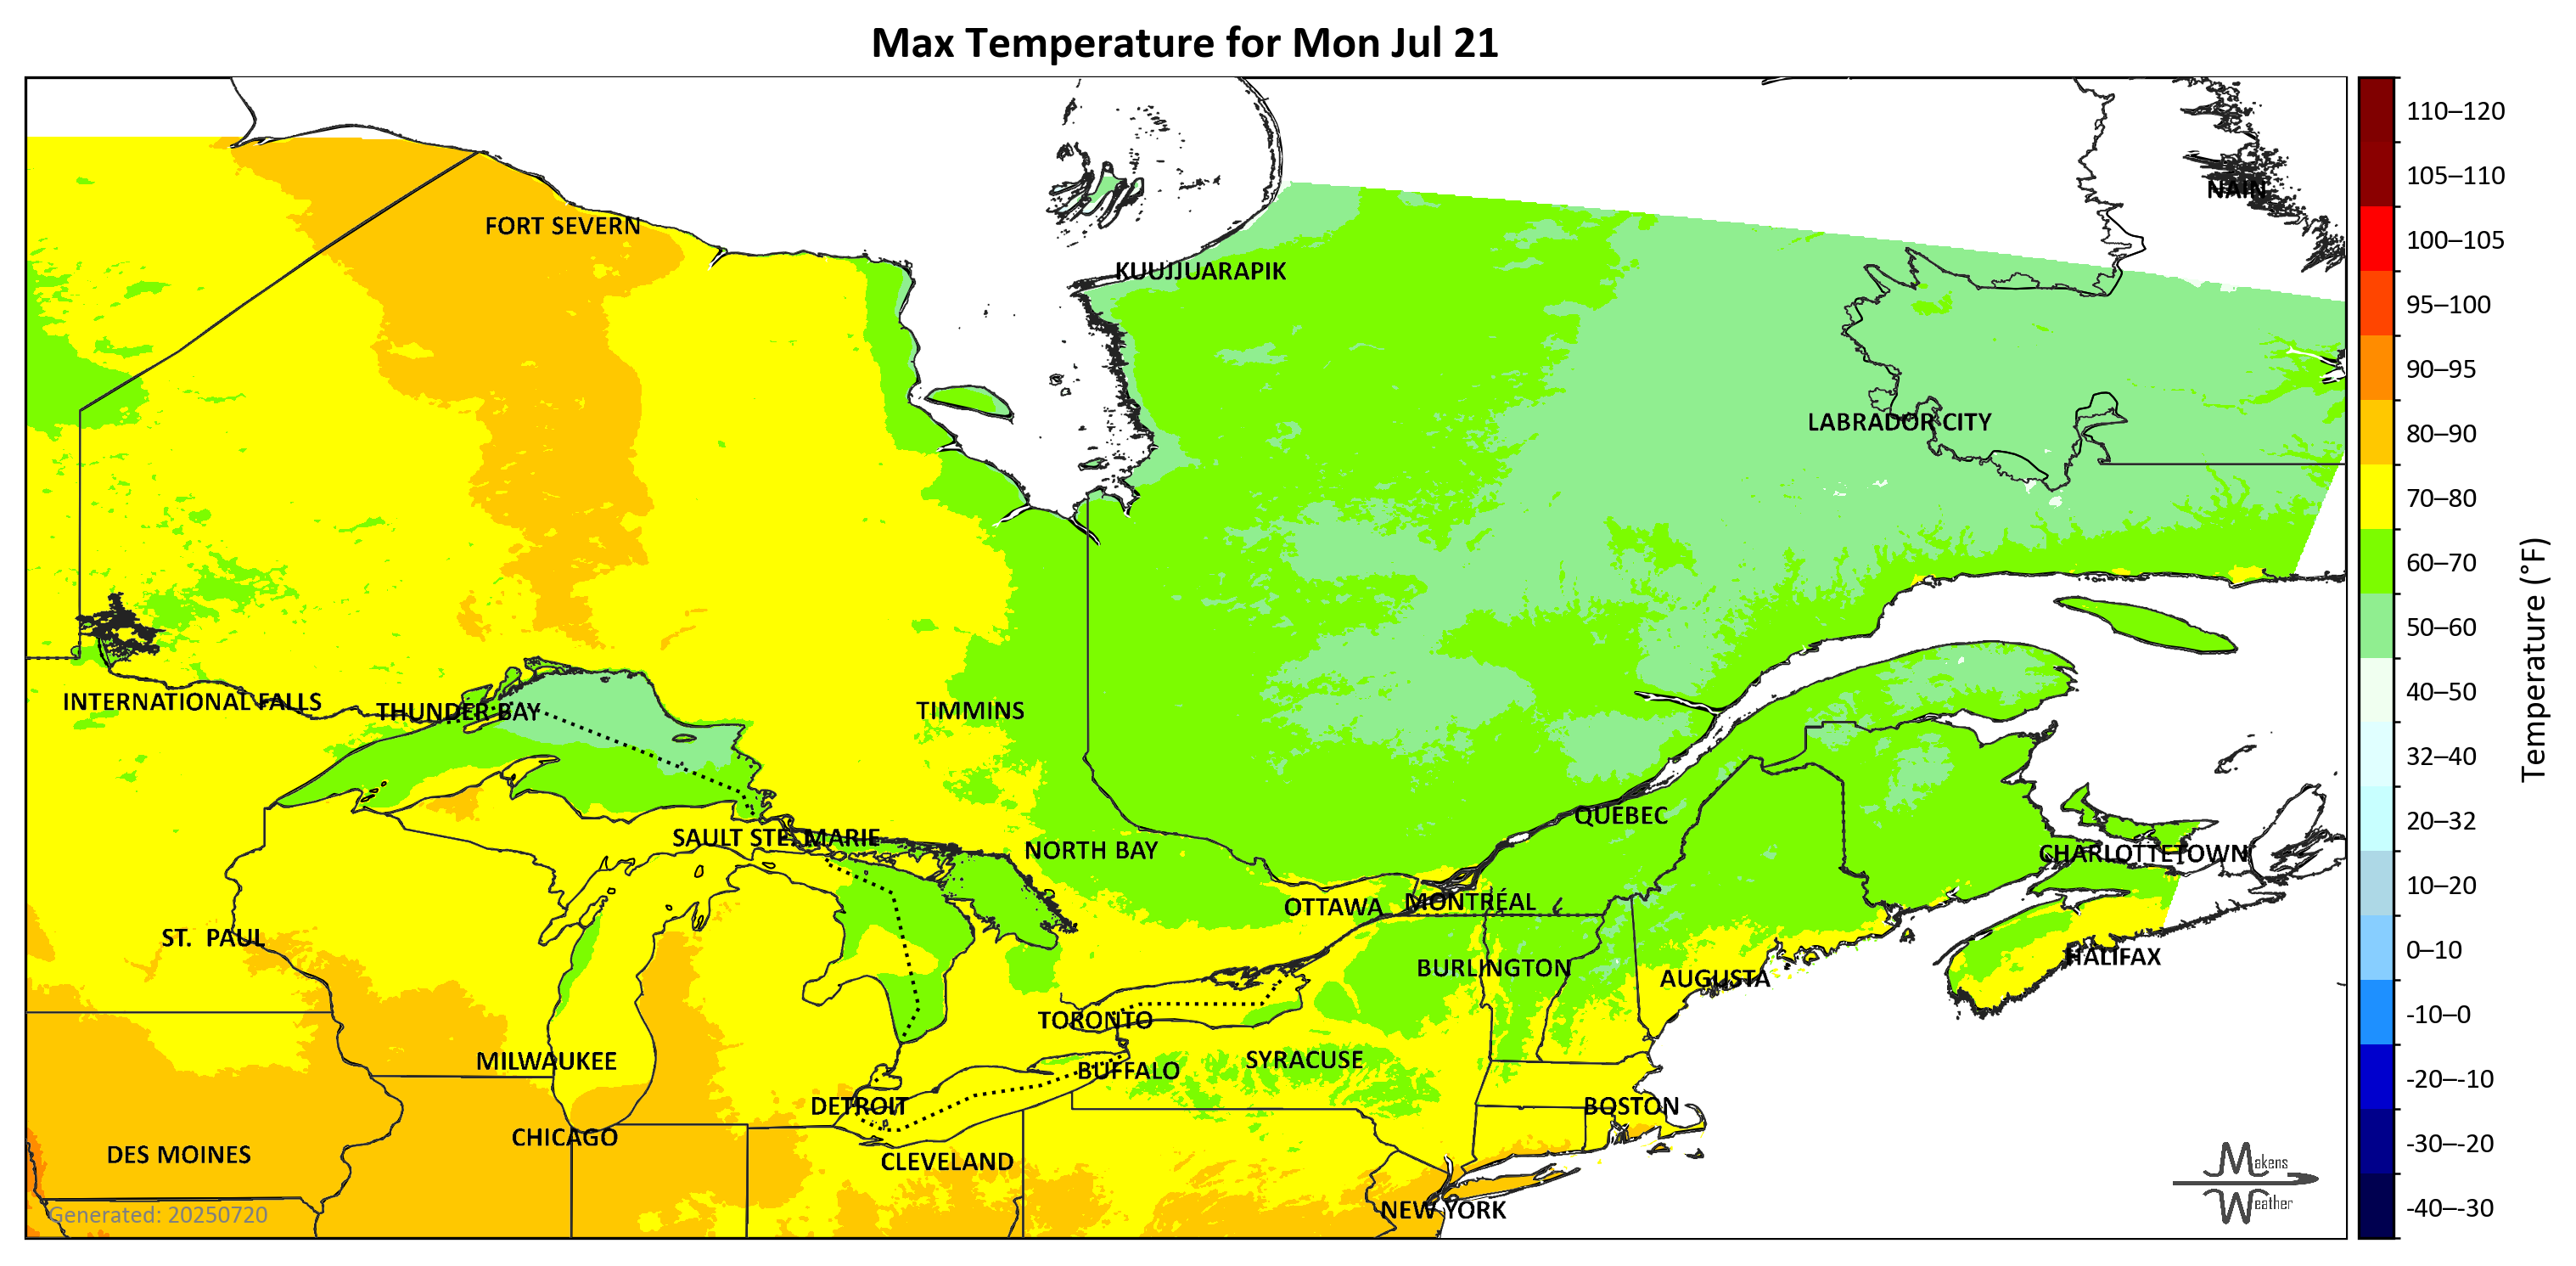 Max Temperature for Mon Jul 21
110–120
105–110
NAIN
FORT SEVERN
100–105
KUUJJUARAPIK
95–100
90–95
LABRADOR CITY
80–90
70–80
60–70
50–60
Temperature (°F)
INTERNATIONAL FALLS
THUNDER BAY
TIMMINS
40–50
32–40
QUÉBEC
20–32
SAULT STE. MARIE
NORTH BAY
CHARLOTTETOWN
10–20
OTTAWA
MONTRÉAL
ST. PAUL
0–10
HALIFAX
BURLINGTON
AUGUSTA
TORONTO
-10–0
MILWAUKEE
SYRACUSE
BUFFALO
-20–-10
DETROIT
BOSTON
CHICAGO
-30–-20
DES MOINES
CLEVELAND
Makens
Weather
NEW YORK
-40–-30
Generated: 20250720